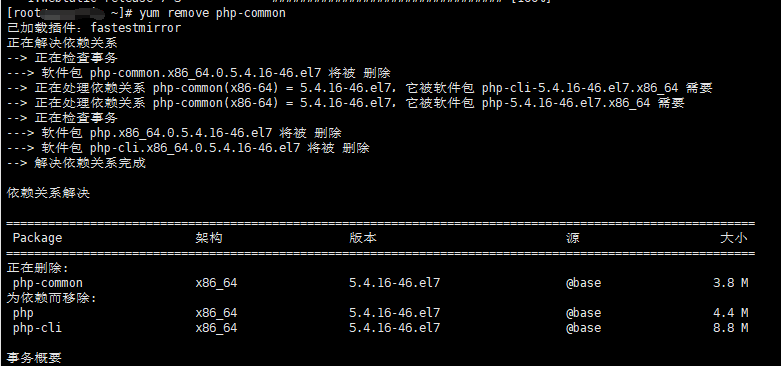 [root@ ~]# yum remove php-common
已加载插件: fastestmirror
正在解决依赖关系
--> 正在检查事务
---> 软件包 php-common.x86_64.0.5.4.16-46.el7 将被 删除
--> 正在处理依赖关系 php-common(x86-64) = 5.4.16-46.el7, 它被软件包 php-cli-5.4.16-46.el7.x86_64 需要
--> 正在处理依赖关系 php-common(x86-64) = 5.4.16-46.el7, 它被软件包 php-5.4.16-46.el7.x86_64 需要
--> 正在检查事务
---> 软件包 php.x86_64.0.5.4.16-46.el7 将被 删除
---> 软件包 php-cli.x86_64.0.5.4.16-46.el7 将被 删除
--> 解决依赖关系完成
依赖关系解决
================================================================================
Package 架构 版本 源 大小
================================================================================
正在删除:
php-common x86_64 5.4.16-46.el7 @base 3.8 M
为依赖而移除:
php x86_64 5.4.16-46.el7 @base 4.4 M
php-cli x86_64 5.4.16-46.el7 @base 8.8 M
事务概要